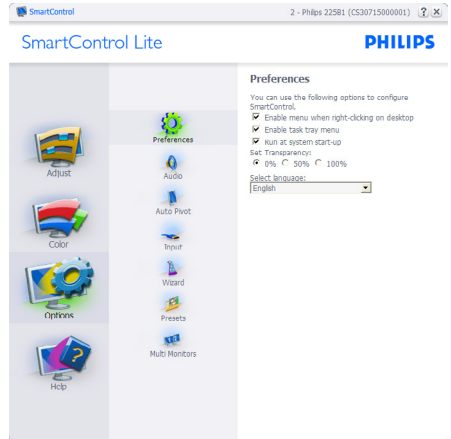 SmartControl
2 - Philips 225B1 (CS30715000001)
? X
SmartControl Lite
PHILIPS
Adjust
Color
Options
Help
Preferences
Audio
Auto Pivot
Input
Wizard
Presets
Multi Monitors
Preferences
You can use the following options to configure
SmartControl.
Enable menu when right-clicking on desktop
Enable task tray menu
Run at system start-up
Set Transparency:
0% 50% 100%
Select language:
English